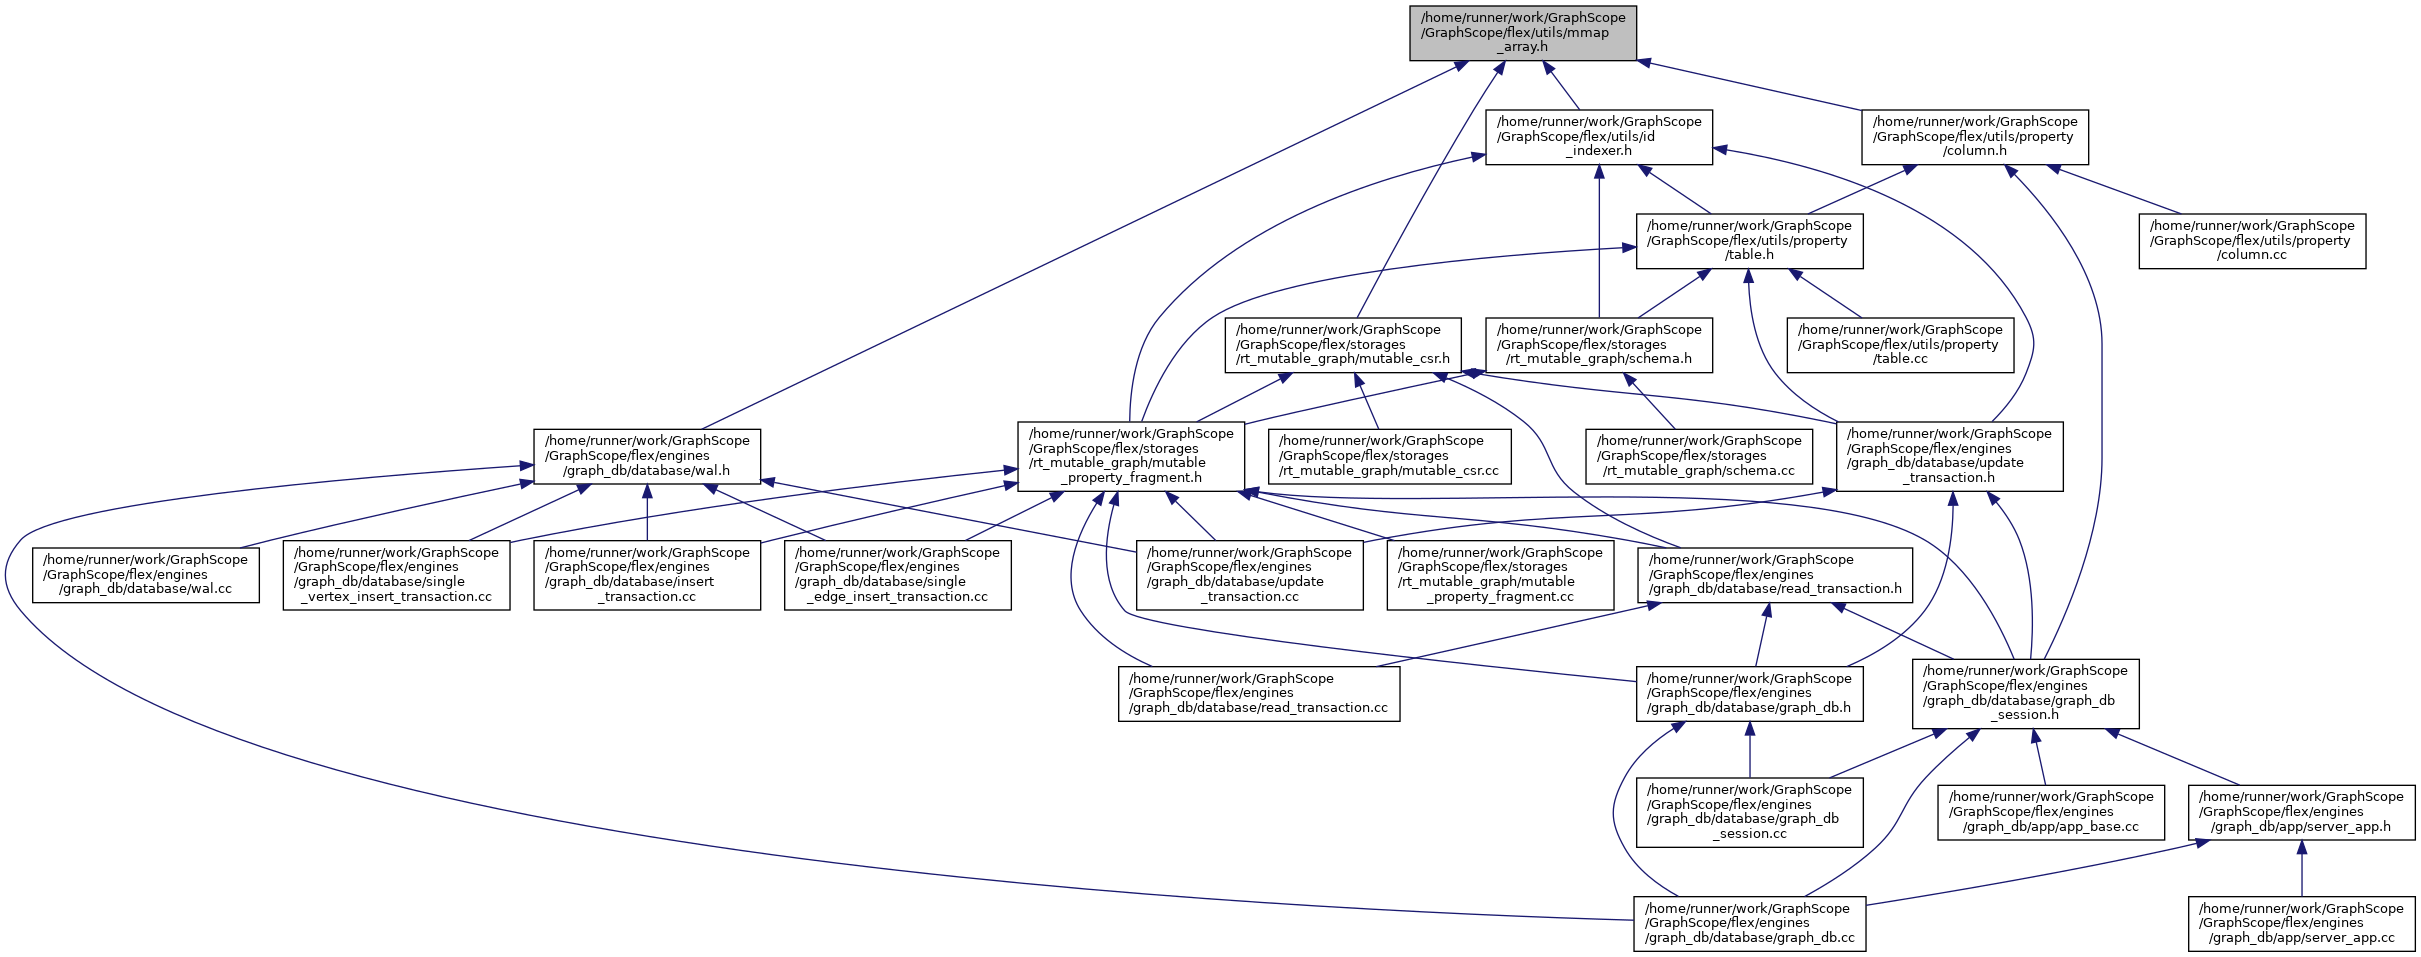 /home/runner/work/GraphScope
/GraphScope/flex/utils/mmap
_array.h
/home/runner/work/GraphScope
/GraphScope/flex/utils/id
_indexer.h
/home/runner/work/GraphScope
/GraphScope/flex/utils/property
/column.h
/home/runner/work/GraphScope
/GraphScope/flex/utils/property
/table.h
/home/runner/work/GraphScope
/GraphScope/flex/utils/property
/column.cc
/home/runner/work/GraphScope
/GraphScope/flex/storages
/rt_mutable_graph/mutable_csr.h
/home/runner/work/GraphScope
/GraphScope/flex/storages
/rt_mutable_graph/schema.h
/home/runner/work/GraphScope
/GraphScope/flex/utils/property
/table.cc
/home/runner/work/GraphScope
/GraphScope/flex/engines
/graph_db/database/wal.h
/home/runner/work/GraphScope
/GraphScope/flex/storages
/rt_mutable_graph/mutable
_property_fragment.h
/home/runner/work/GraphScope
/GraphScope/flex/storages
/rt_mutable_graph/mutable_csr.cc
/home/runner/work/GraphScope
/GraphScope/flex/storages
/rt_mutable_graph/schema.cc
/home/runner/work/GraphScope
/GraphScope/flex/engines
/graph_db/database/update
_transaction.h
/home/runner/work/GraphScope
/GraphScope/flex/engines
/graph_db/database/wal.cc
/home/runner/work/GraphScope
/GraphScope/flex/engines
/graph_db/database/single
_vertex_insert_transaction.cc
/home/runner/work/GraphScope
/GraphScope/flex/engines
/graph_db/database/insert
_transaction.cc
/home/runner/work/GraphScope
/GraphScope/flex/engines
/graph_db/database/single
_edge_insert_transaction.cc
/home/runner/work/GraphScope
/GraphScope/flex/engines
/graph_db/database/update
_transaction.cc
/home/runner/work/GraphScope
/GraphScope/flex/storages
/rt_mutable_graph/mutable
_property_fragment.cc
/home/runner/work/GraphScope
/GraphScope/flex/engines
/graph_db/database/read_transaction.h
/home/runner/work/GraphScope
/GraphScope/flex/engines
/graph_db/database/read_transaction.cc
/home/runner/work/GraphScope
/GraphScope/flex/engines
/graph_db/database/graph_db.h
/home/runner/work/GraphScope
/GraphScope/flex/engines
/graph_db/database/graph_db
_session.h
/home/runner/work/GraphScope
/GraphScope/flex/engines
/graph_db/database/graph_db
_session.cc
/home/runner/work/GraphScope
/GraphScope/flex/engines
/graph_db/app/app_base.cc
/home/runner/work/GraphScope
/GraphScope/flex/engines
/graph_db/app/server_app.h
/home/runner/work/GraphScope
/GraphScope/flex/engines
/graph_db/database/graph_db.cc
/home/runner/work/GraphScope
/GraphScope/flex/engines
/graph_db/app/server_app.cc